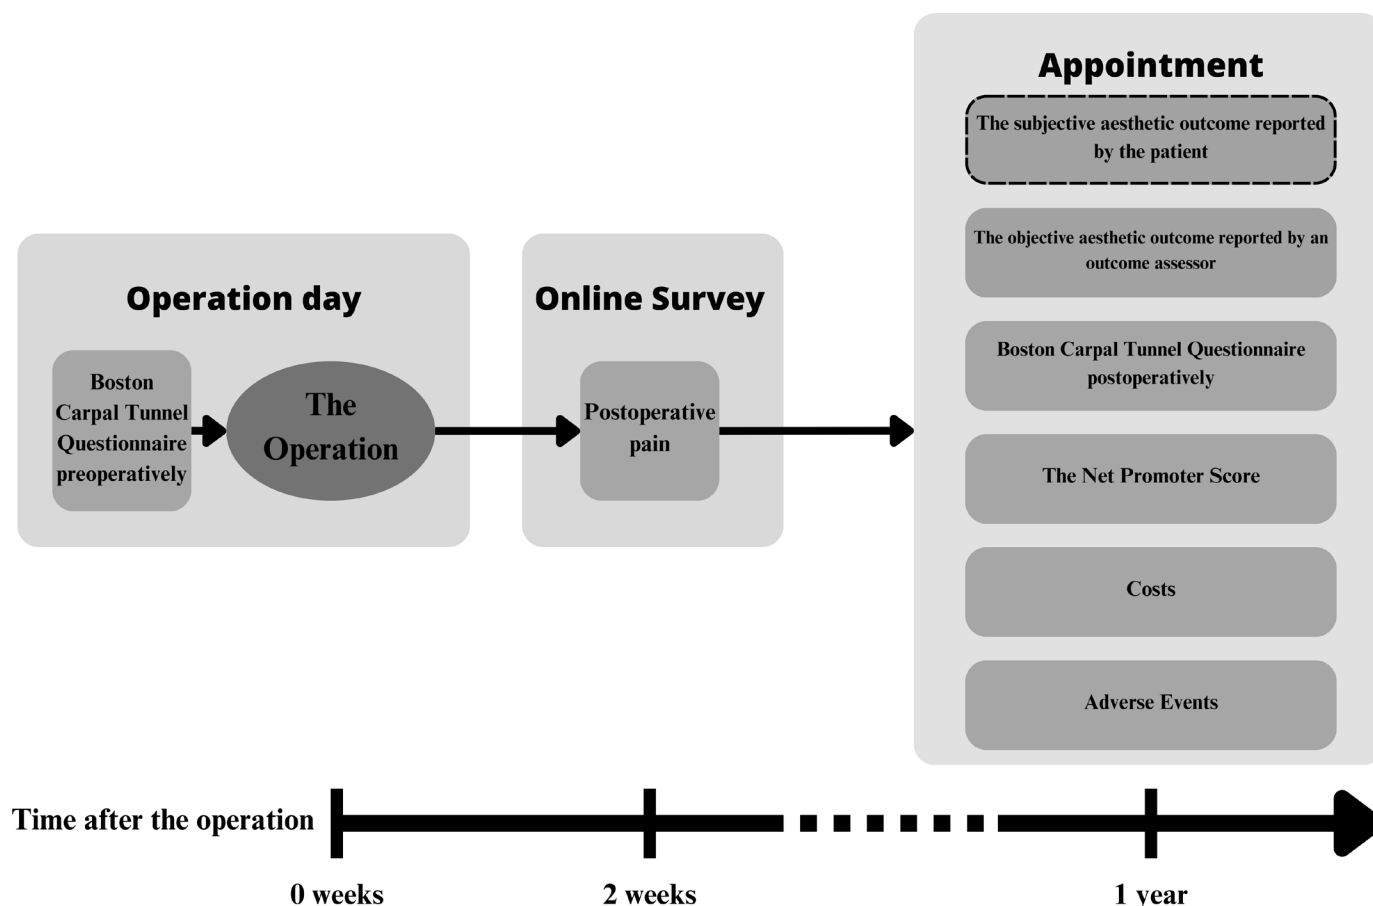 Operation day
Boston
Carpal Tunnel
Questionnaire
preoperatively
The
Operation
Online Survey
Postoperative
pain
Appointment
The subjective aesthetic outcome reported
by the patient
The objective aesthetic outcome reported by an
outcome assessor
Boston Carpal Tunnel Questionnaire
postoperatively
The Net Promoter Score
Costs
Adverse Events
Time after the operation
0 weeks
2 weeks
1 year